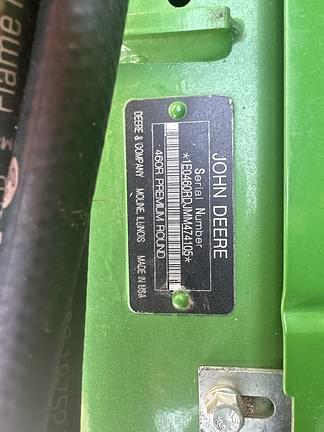 JOHN DEERE
Serial Number
*1E0460RDJMM474105*
460R PREMIUM ROUND
DEERE & COMPANY MOLINE, ILLINOIS MADE IN USA
Flame